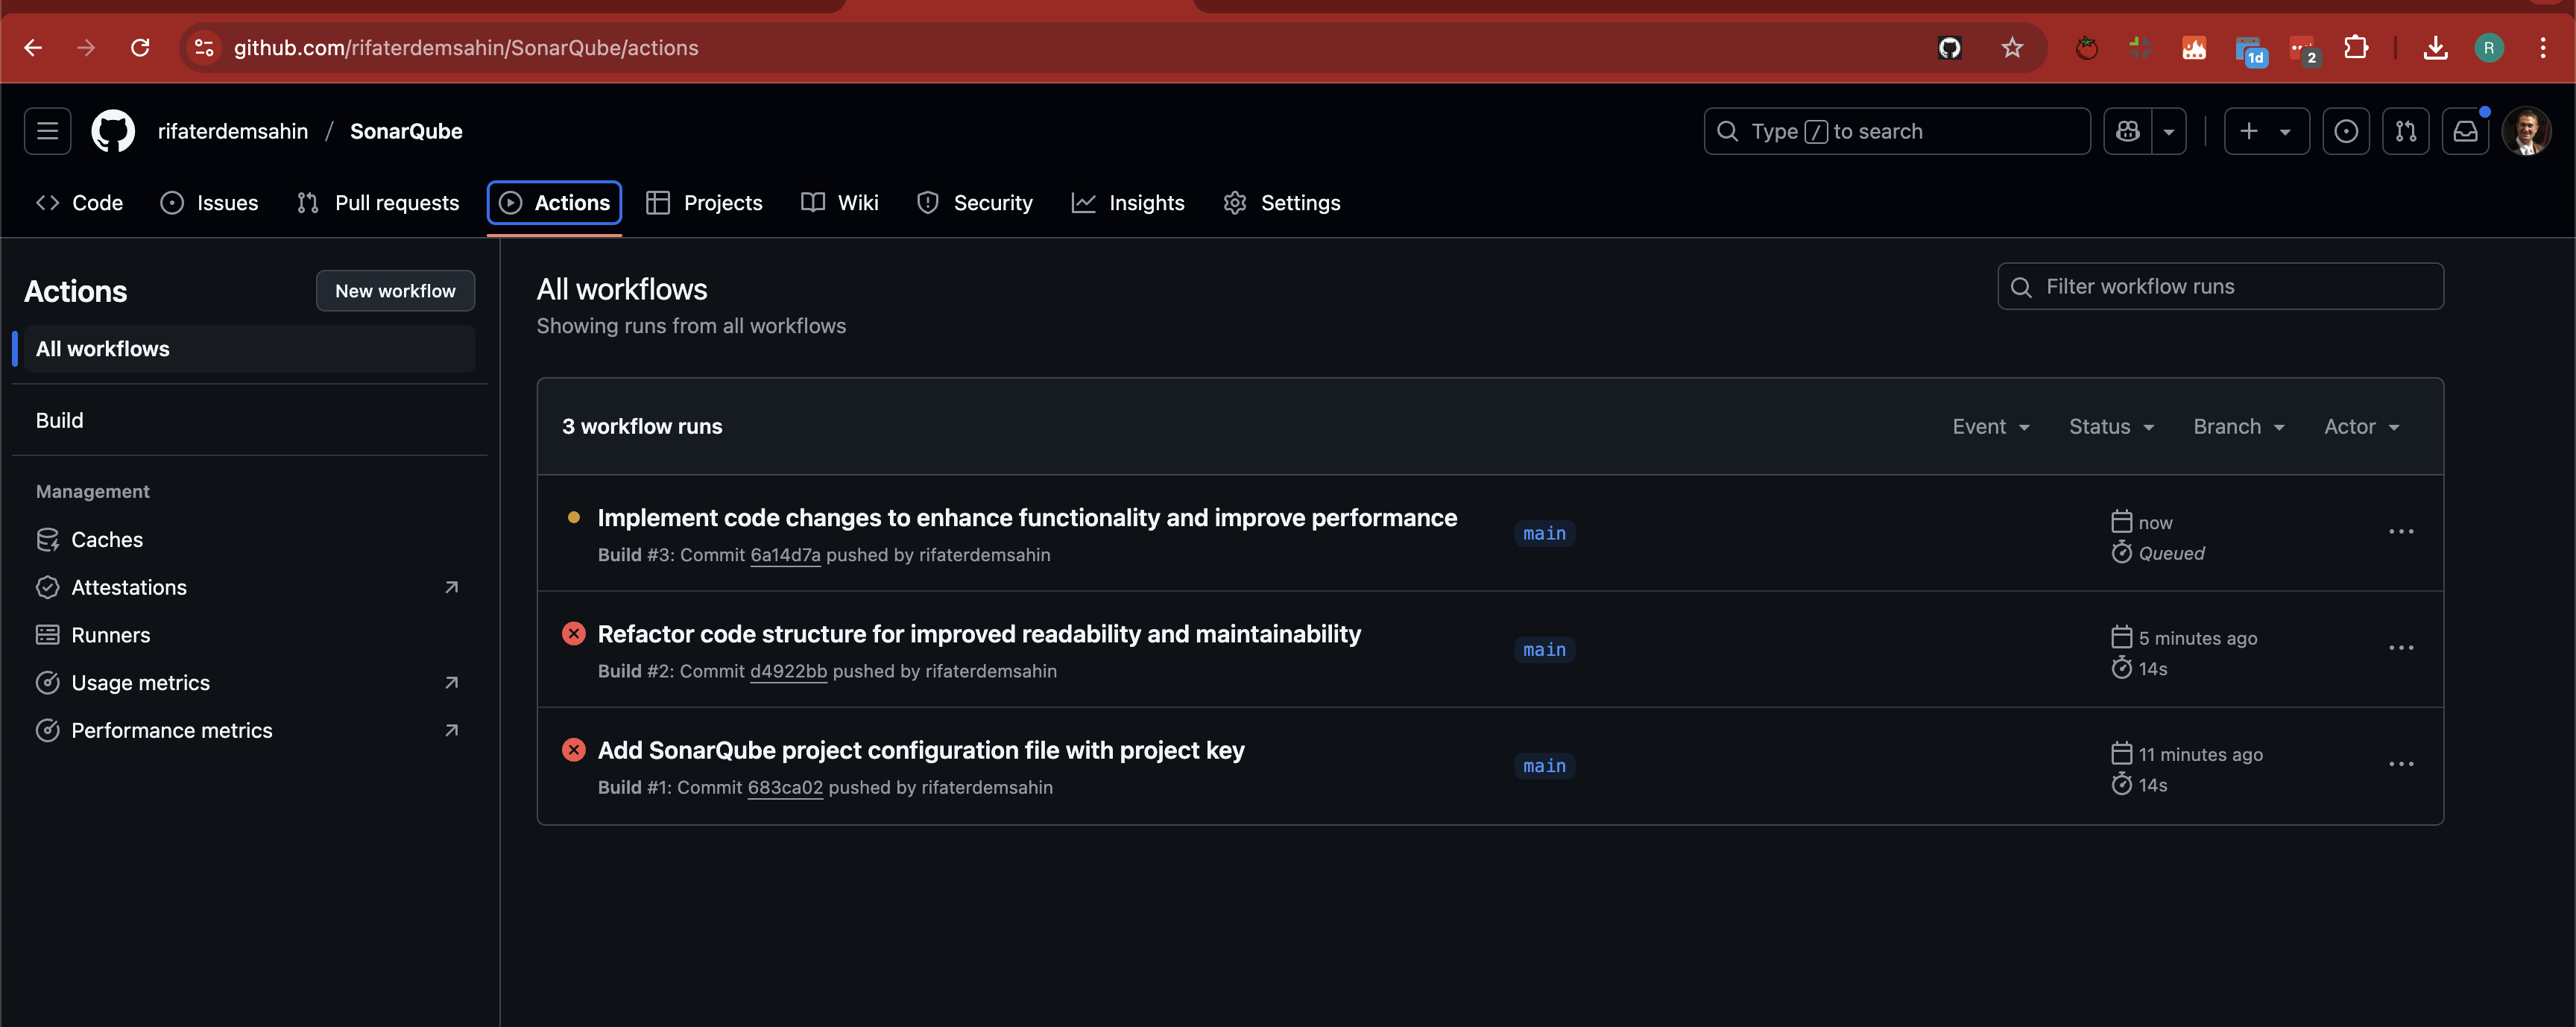 github.com/rifaterdemsahin/SonarQube/actions
1d
2
R
rifaterdemsahin / SonarQube
Type / to search
Code
Issues
Pull requests
Actions
Projects
Wiki
Security
Insights
Settings
Actions
New workflow
All workflows
Build
Management
Caches
Attestations
Runners
Usage metrics
Performance metrics
All workflows
Showing runs from all workflows
Filter workflow runs
3 workflow runs
Event
Status
Branch
Actor
Implement code changes to enhance functionality and improve performance
Build #3: Commit 6a14d7a pushed by rifaterdemsahin
main
now
Queued
Refactor code structure for improved readability and maintainability
Build #2: Commit d4922bb pushed by rifaterdemsahin
main
5 minutes ago
14s
Add SonarQube project configuration file with project key
Build #1: Commit 683ca02 pushed by rifaterdemsahin
main
11 minutes ago
14s